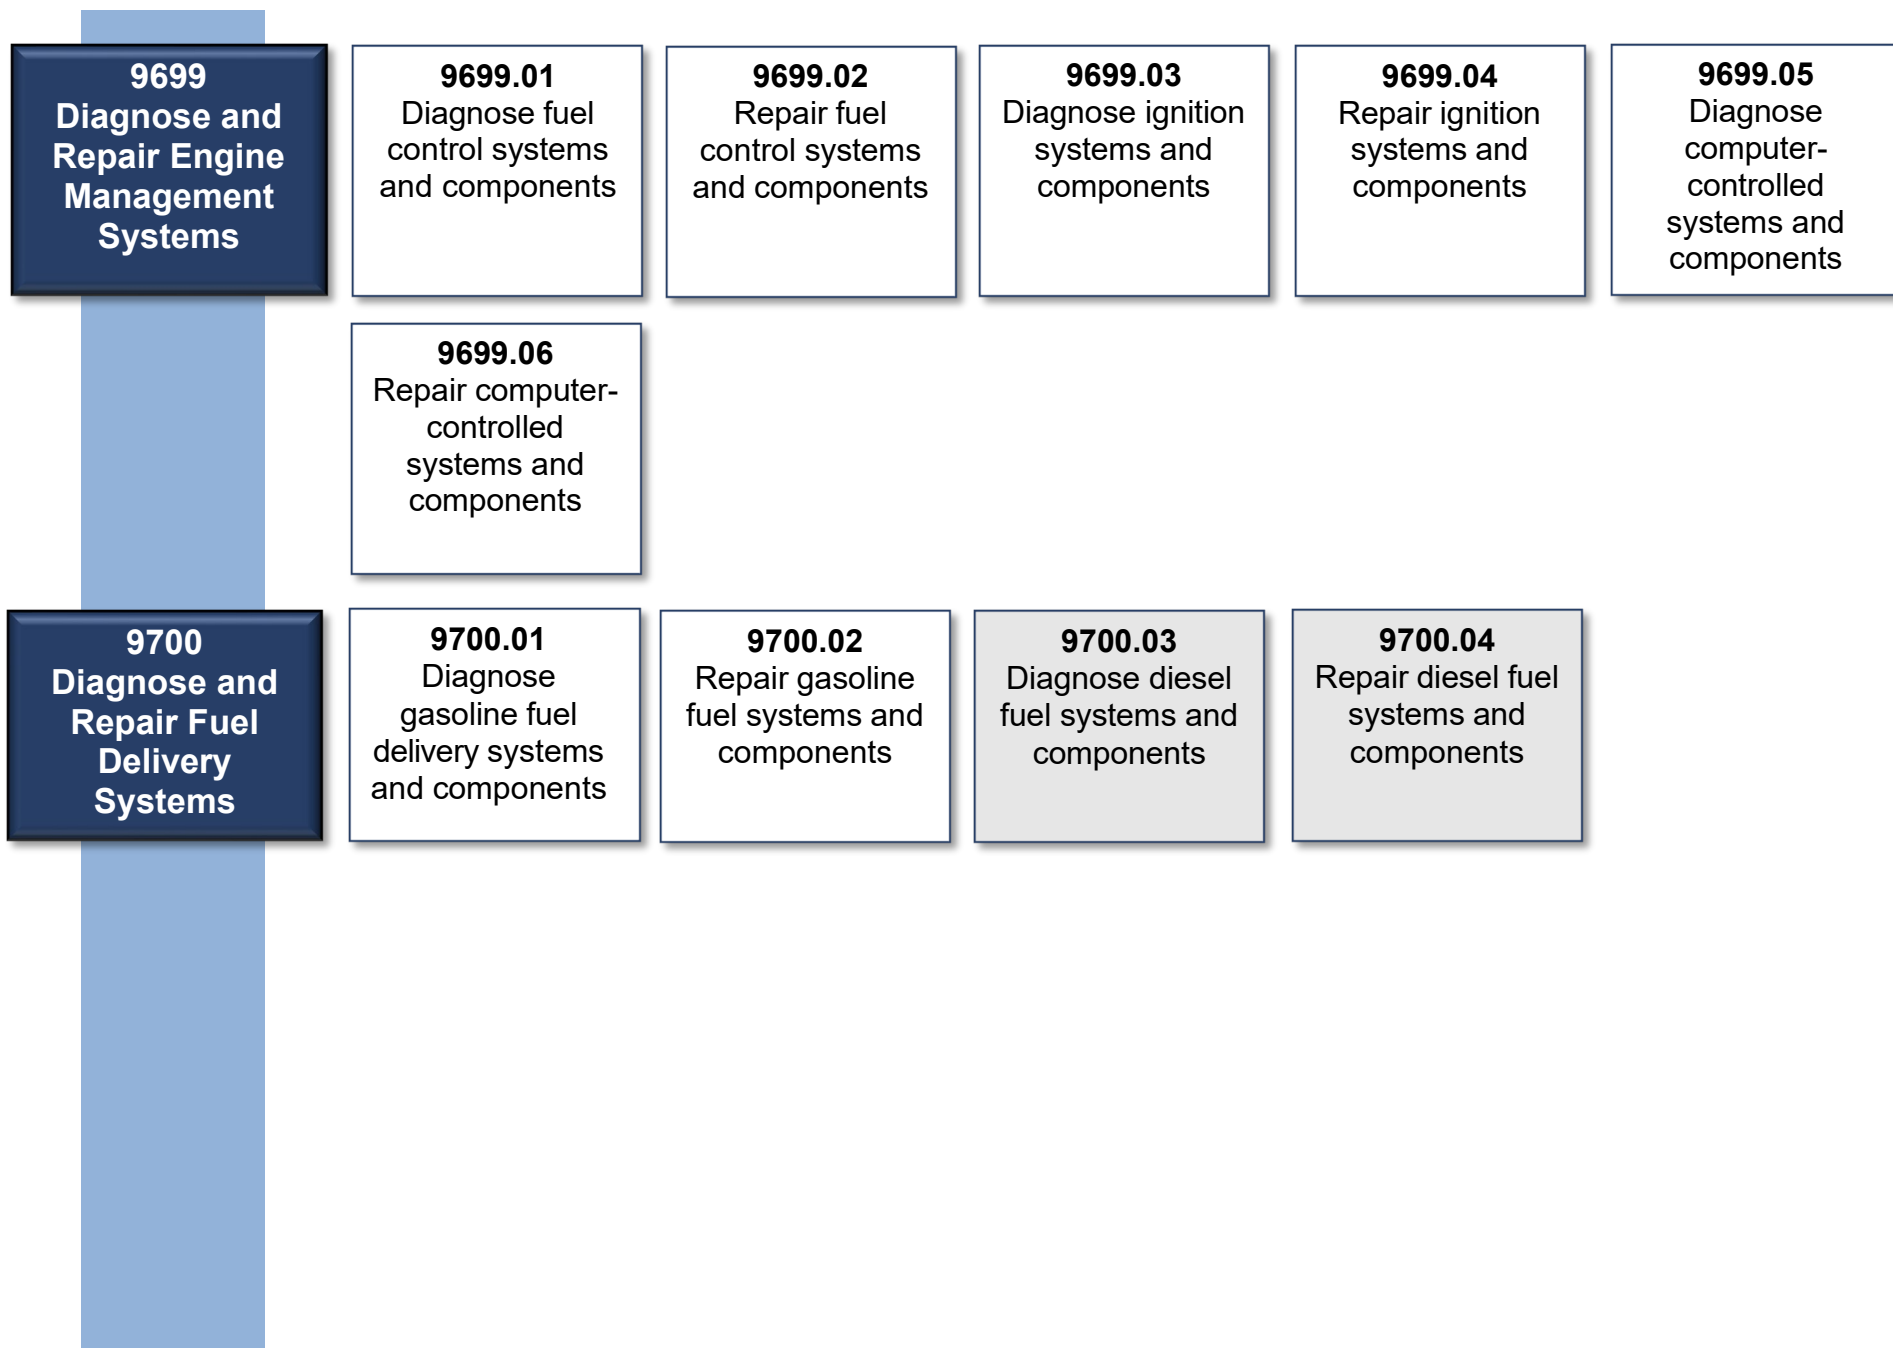 9699
Diagnose and
Repair Engine
Management
Systems
9699.01
Diagnose fuel
control systems
and components
9699.02
Repair fuel
control systems
and components
9699.03
Diagnose ignition
systems and
components
9699.04
Repair ignition
systems and
components
9699.05
Diagnose
computer-
controlled
systems and
components
9699.06
Repair computer-
controlled
systems and
components
9700
Diagnose and
Repair Fuel
Delivery
Systems
9700.01
Diagnose
gasoline fuel
delivery systems
and components
9700.02
Repair gasoline
fuel systems and
components
9700.03
Diagnose diesel
fuel systems and
components
9700.04
Repair diesel fuel
systems and
components